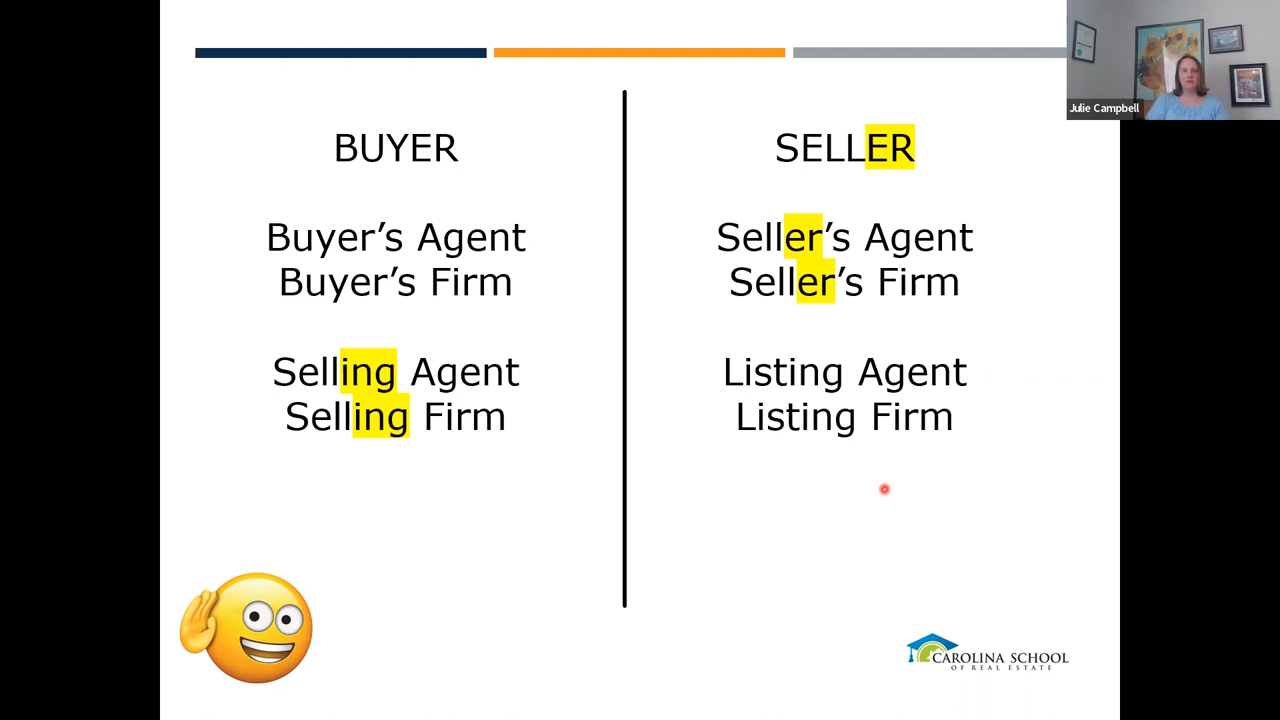 BUYER
Buyer’s Agent
Buyer’s Firm
Selling Agent
Selling Firm
SELLER
Seller’s Agent
Seller’s Firm
Listing Agent
Listing Firm
Julie Campbell
CAROLINA SCHOOL
OF REAL ESTATE